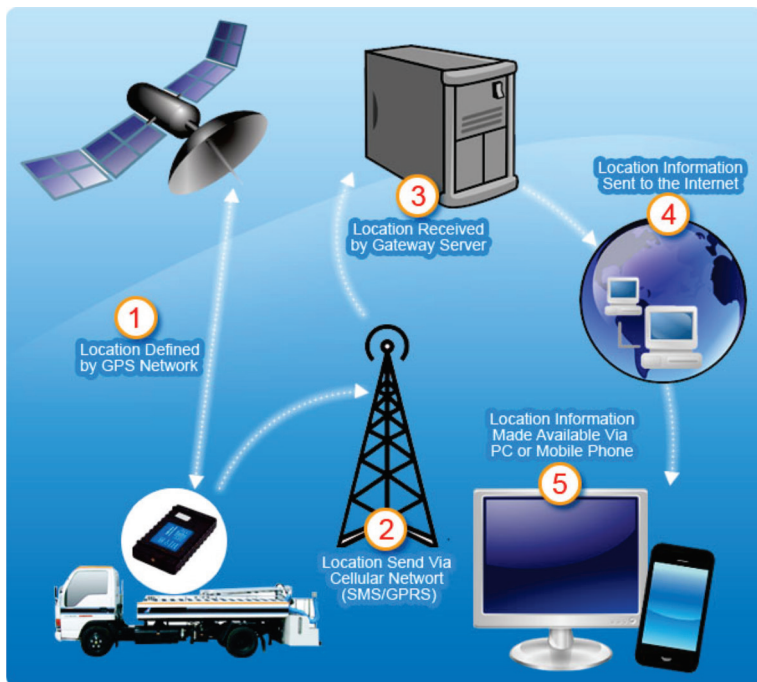 1
Location Defined
by GPS Network
2
Location Send Via
Cellular Networt
(SMS/GPRS)
3
Location Received
by Gateway Server
Location Information
Sent to the Internet
4
Location Information
Made Available Via
PC or Mobile Phone
5